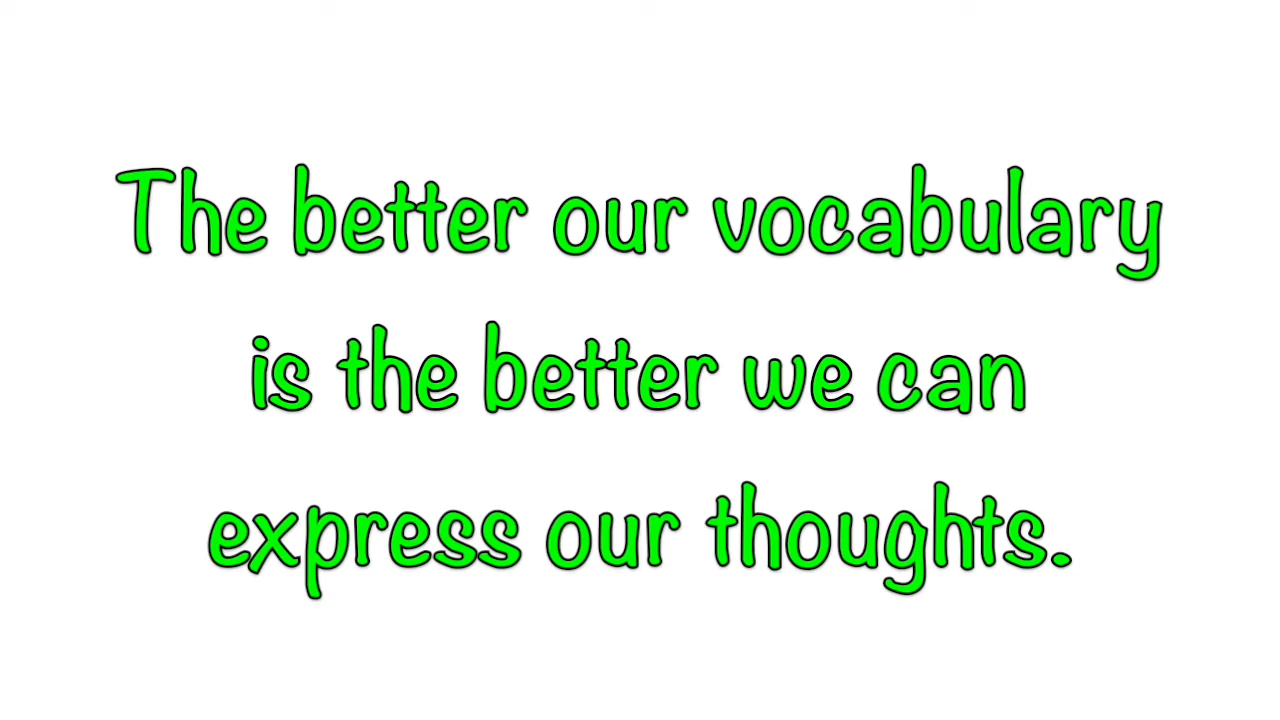 The better our vocabulary
is the better we can
express our thoughts.